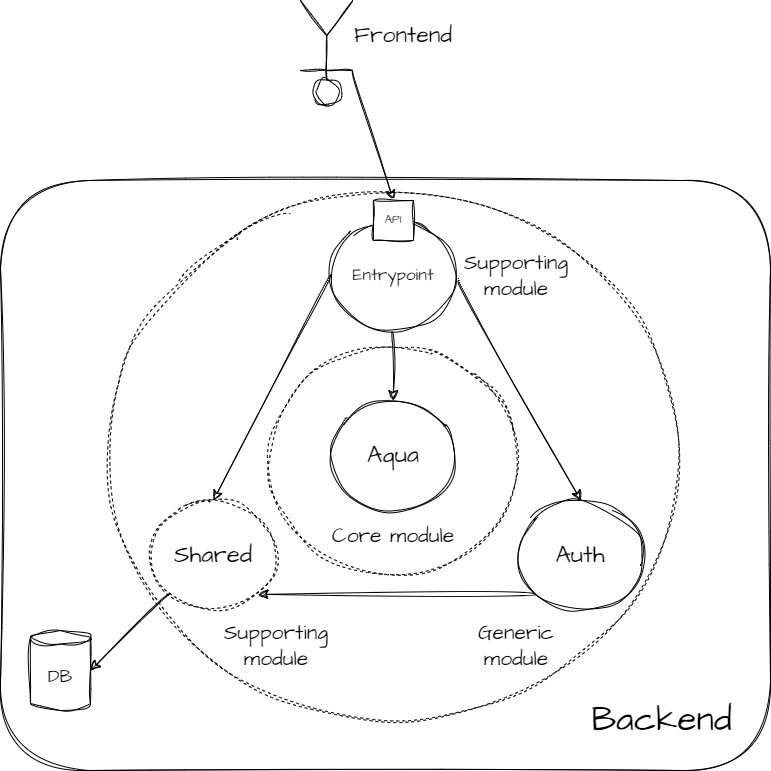 Frontend
API
Entrypoint
Supporting
module
Aqua
Core module
Shared
Auth
Supporting
module
Generic
module
DB
Backend